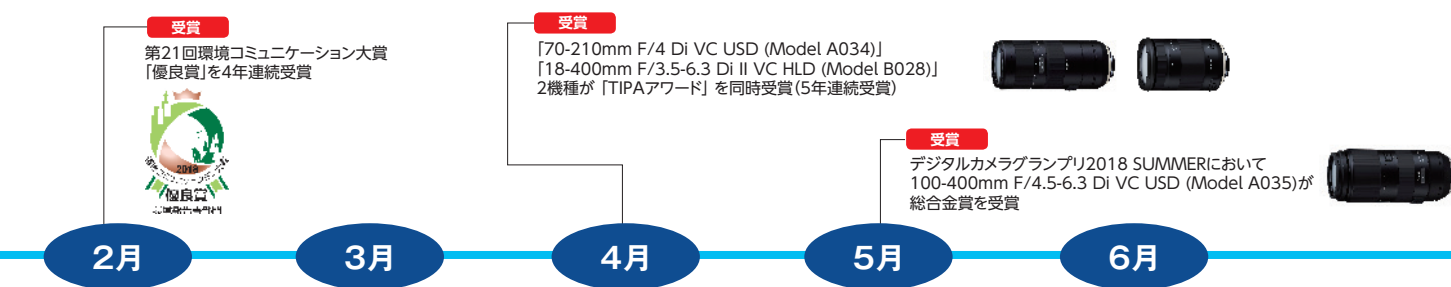 受賞
第21回環境コミュニケーション大賞
「優良賞」を4年連続受賞
2018
優良賞
受賞
「70-210mm F/4 Di VC USD (Model A034)」
「18-400mm F/3.5-6.3 Di II VC HLD (Model B028)」
2機種が「TIPAアワード」を同時受賞(5年連続受賞)
受賞
デジタルカメラグランプリ2018 SUMMERにおいて
100-400mm F/4.5-6.3 Di VC USD (Model A035)が
総合金賞を受賞
2月
3月
4月
5月
6月